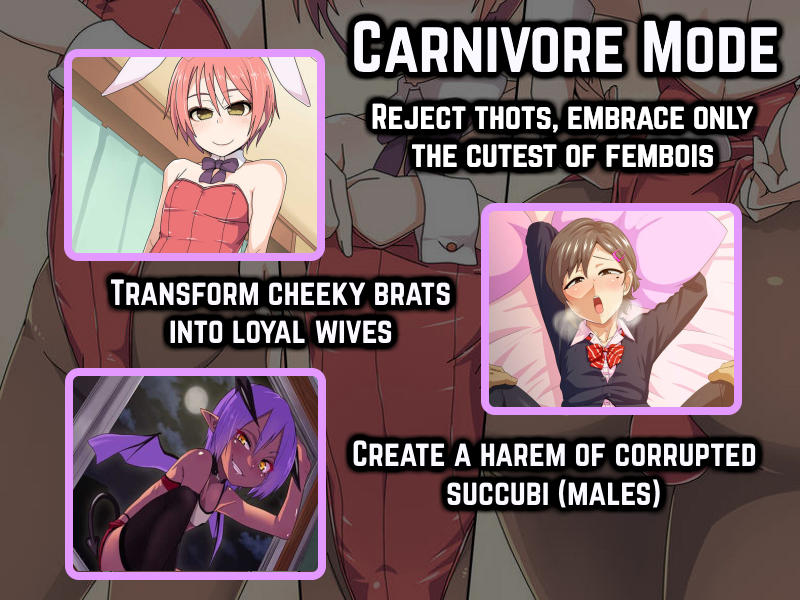 Carnivore Mode
Reject thots, embrace only
the cutest of fembois
Transform cheeky brats
into loyal wives
Create a harem of corrupted
succubi (males)